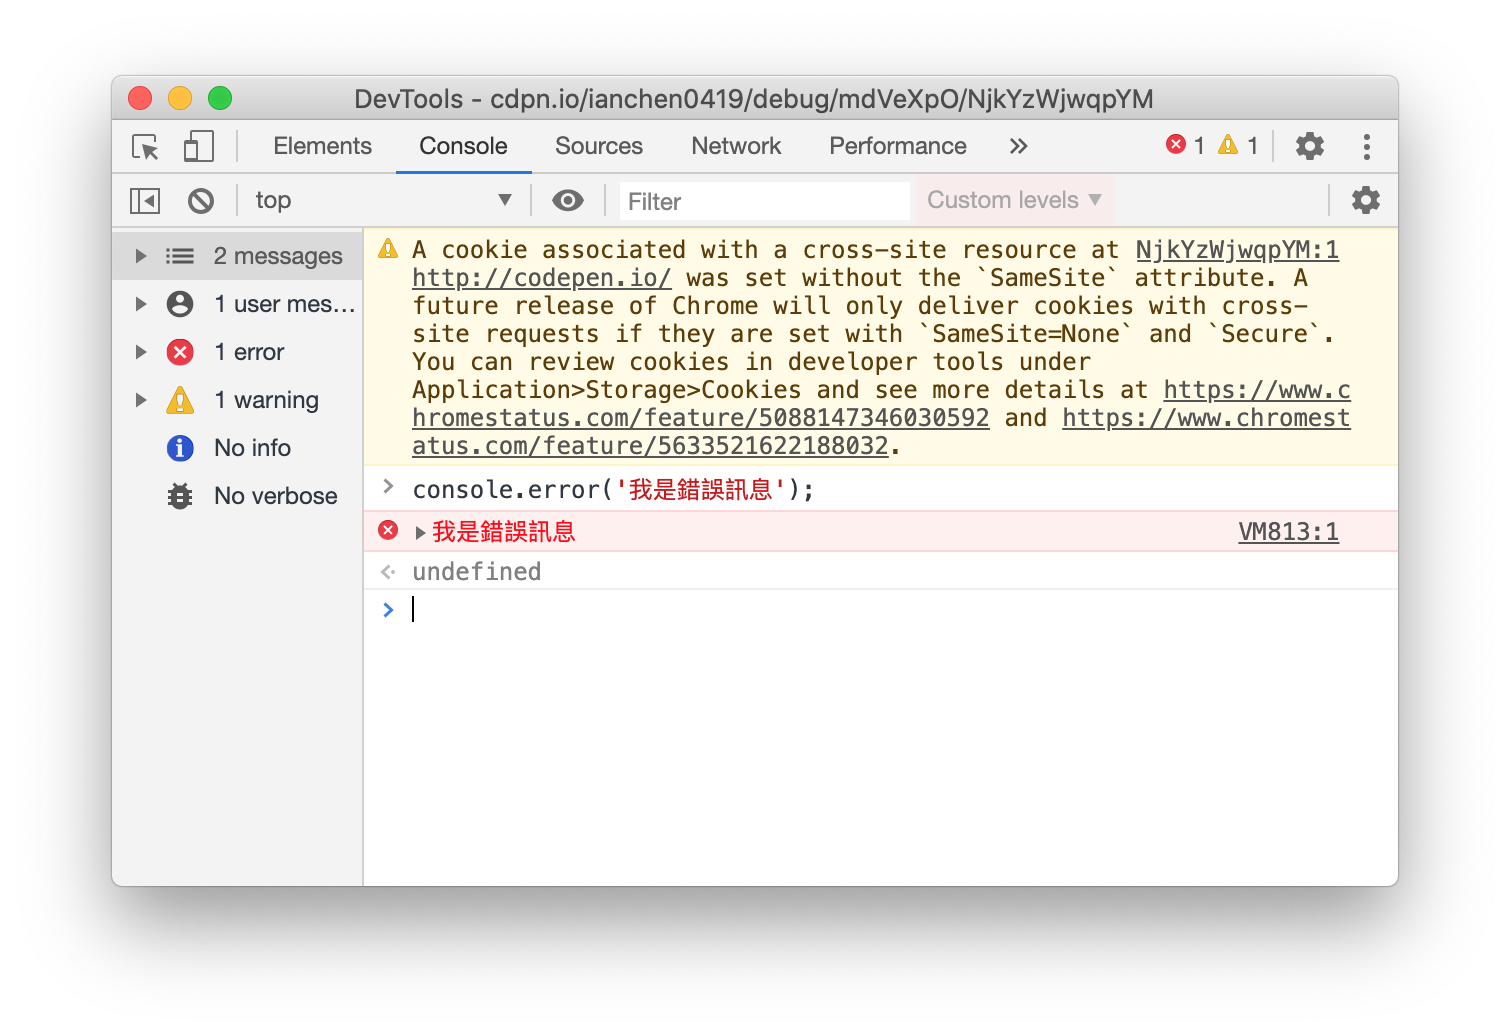 DevTools - cdpn.io/ianchen0419/debug/mdVeXpO/NjkYzWjwqpYM
Elements Console Sources Network Performance » 1 1
top ▼ Filter Custom levels ▼
2 messages
1 user mes…
1 error
1 warning
No info
No verbose
A cookie associated with a cross-site resource at NjkYzWjwqpYM:1
http://codepen.io/ was set without the `SameSite` attribute. A
future release of Chrome will only deliver cookies with cross-
site requests if they are set with `SameSite=None` and `Secure`.
You can review cookies in developer tools under
Application>Storage>Cookies and see more details at https://www.c
hromestatus.com/feature/5088147346030592 and https://www.chromest
atus.com/feature/5633521622188032.
> console.error('我是錯誤訊息');
▶我是錯誤訊息 VM813:1
undefined
>